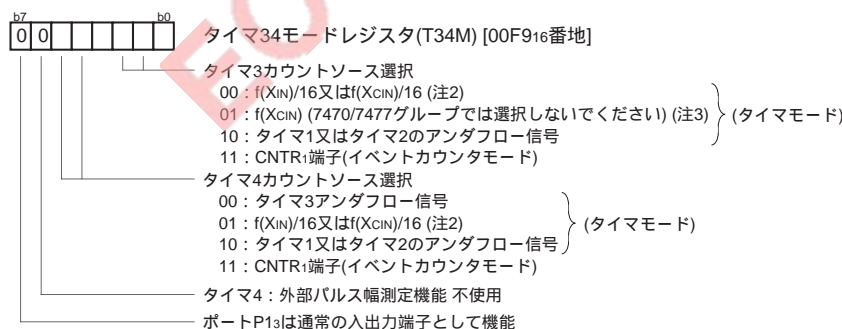 b7 b0
0 0
タイマ34モードレジスタ(T34M) [00F916番地]
タイマ3カウントソース選択
00:f(XIN)/16又はf(XCIN)/16 (注2)
01:f(XCIN) (7470/7477グループでは選択しないでください) (注3)
10:タイマ1又はタイマ2のアンダフロー信号
11:CNTR1端子(イベントカウンタモード)
(タイマモード)
タイマ4カウントソース選択
00:タイマ3アンダフロー信号
01:f(XIN)/16又はf(XCIN)/16 (注2)
10:タイマ1又はタイマ2のアンダフロー信号
11:CNTR1端子(イベントカウンタモード)
(タイマモード)
タイマ4:外部パルス幅測定機能 不使用
ポートP13は通常の入出力端子として機能